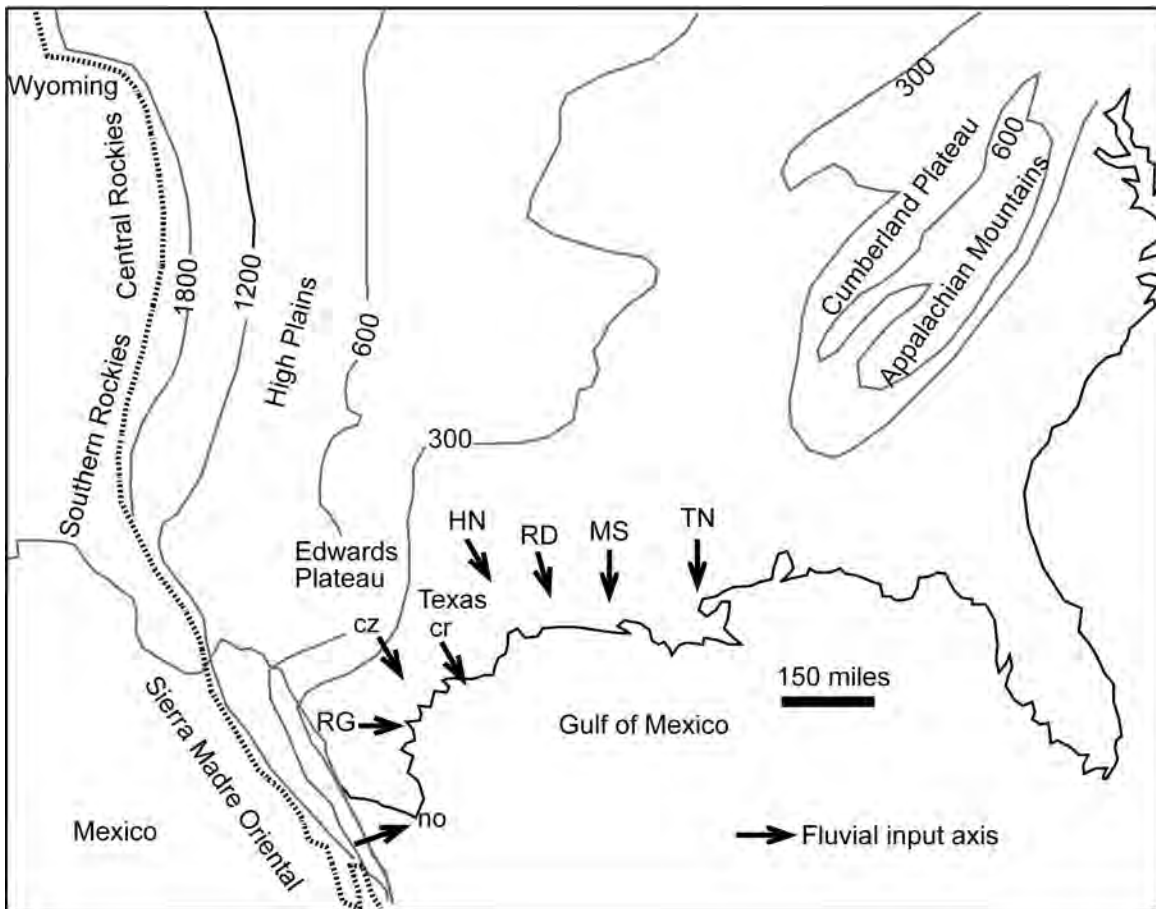 Wyoming
Central Rockies
Southern Rockies
1800
1200
High Plains
600
300
300
600
Cumberland Plateau
Appalachian Mountains
Edwards
Plateau
HN
RD
MS
TN
Texas
cz
cr
RG
no
150 miles
Gulf of Mexico
Sierra Madre Oriental
Mexico
Fluvial input axis